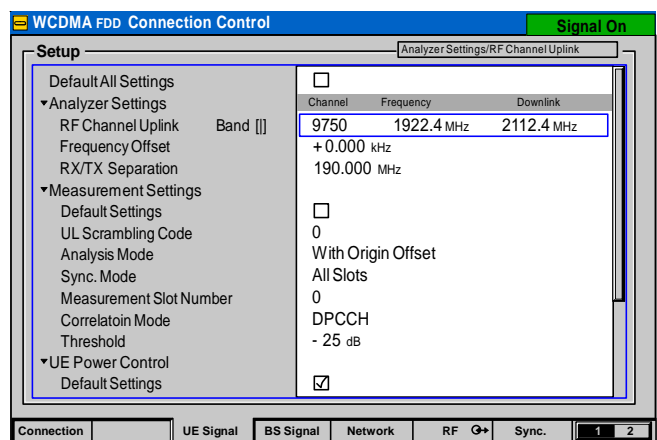 WCDMA FDD Connection Control
Signal On
Setup
Analyzer Settings/RF Channel Uplink
Default All Settings
Analyzer Settings
Channel Frequency Downlink
RF Channel Uplink Band [|] 9750 1922.4 MHz 2112.4 MHz
Frequency Offset + 0.000 kHz
RX/TX Separation 190.000 MHz
Measurement Settings
Default Settings
UL Scrambling Code 0
Analysis Mode With Origin Offset
Sync. Mode All Slots
Measurement Slot Number 0
Correlatoin Mode DPCCH
Threshold - 25 dB
UE Power Control
Default Settings
Connection UE Signal BS Signal Network RF Sync. 1 2